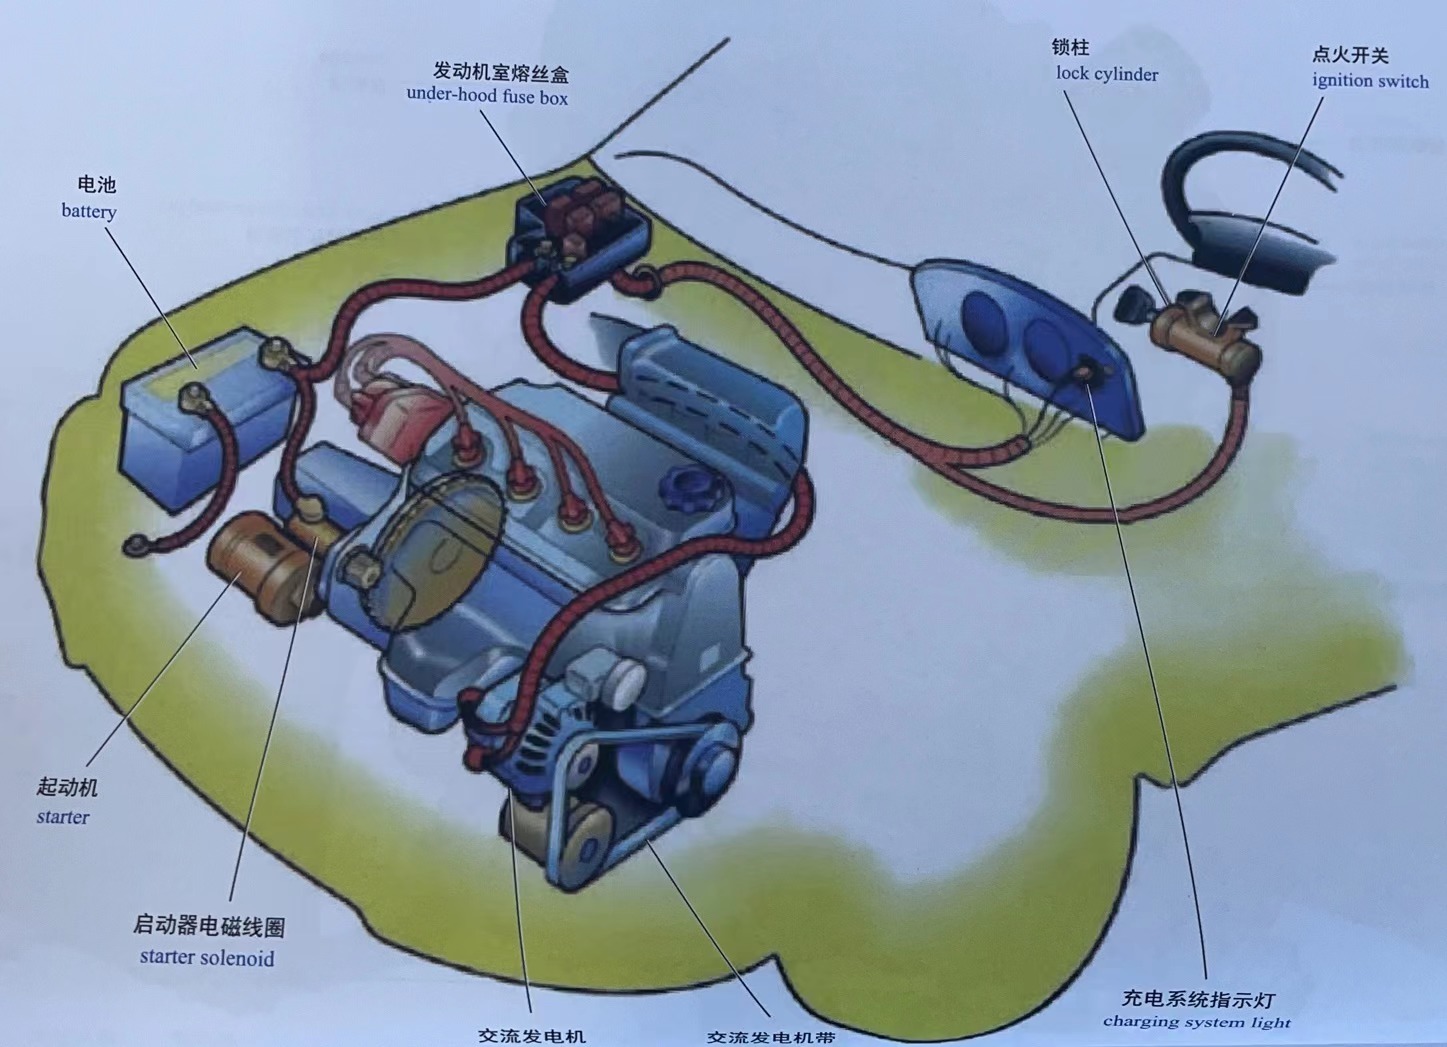 发动机室熔丝盒
under-hood fuse box
锁柱
lock cylinder
点火开关
ignition switch
电池
battery
起动机
starter
启动器电磁线圈
starter solenoid
交流发电机
交流发电机带
充电系统指示灯
charging system light